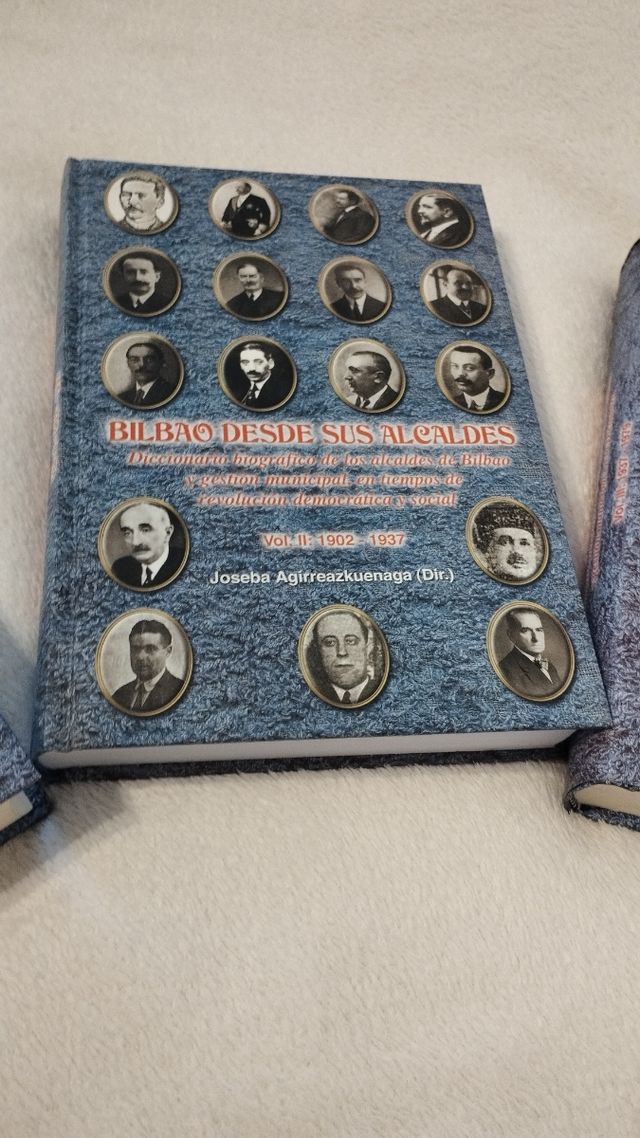 BILBAO DESDE SUS ALCALDES
Diccionario biográfico de los alcaldes de Bilbao
y gestión municipal, en tiempos de
revolución democrática y social
Vol. II: 1902 - 1937
Joseba Agirreazkuenaga (Dir.)